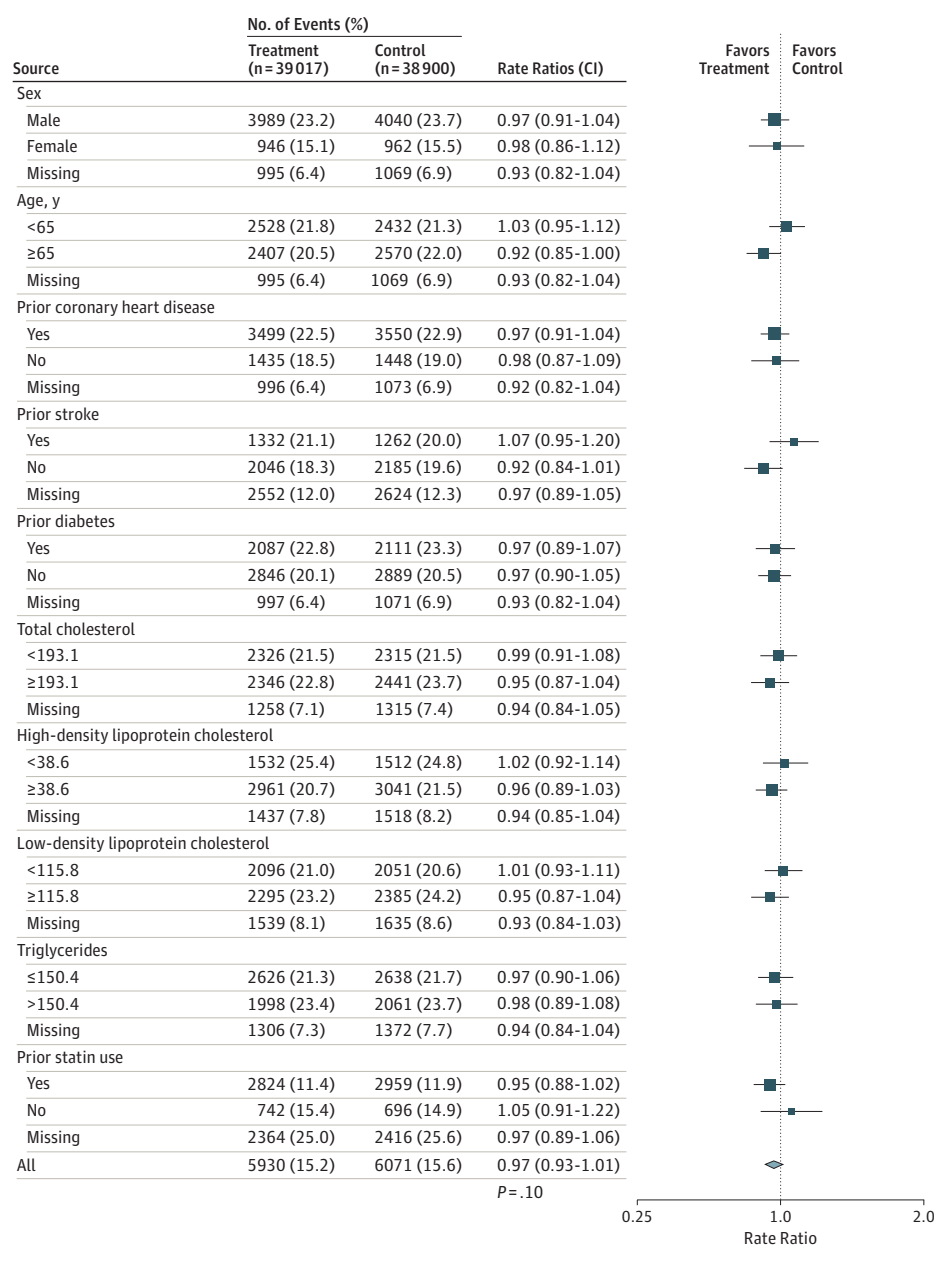 No. of Events (%)
Treatment Control Favors Favors
Source (n=39017) (n=38900) Rate Ratios (CI) Treatment Control
Sex
Male 3989 (23.2) 4040 (23.7) 0.97 (0.91-1.04)
Female 946 (15.1) 962 (15.5) 0.98 (0.86-1.12)
Missing 995 (6.4) 1069 (6.9) 0.93 (0.82-1.04)
Age, y
<65 2528 (21.8) 2432 (21.3) 1.03 (0.95-1.12)
≥65 2407 (20.5) 2570 (22.0) 0.92 (0.85-1.00)
Missing 995 (6.4) 1069 (6.9) 0.93 (0.82-1.04)
Prior coronary heart disease
Yes 3499 (22.5) 3550 (22.9) 0.97 (0.91-1.04)
No 1435 (18.5) 1448 (19.0) 0.98 (0.87-1.09)
Missing 996 (6.4) 1073 (6.9) 0.92 (0.82-1.04)
Prior stroke
Yes 1332 (21.1) 1262 (20.0) 1.07 (0.95-1.20)
No 2046 (18.3) 2185 (19.6) 0.92 (0.84-1.01)
Missing 2552 (12.0) 2624 (12.3) 0.97 (0.89-1.05)
Prior diabetes
Yes 2087 (22.8) 2111 (23.3) 0.97 (0.89-1.07)
No 2846 (20.1) 2889 (20.5) 0.97 (0.90-1.05)
Missing 997 (6.4) 1071 (6.9) 0.93 (0.82-1.04)
Total cholesterol
<193.1 2326 (21.5) 2315 (21.5) 0.99 (0.91-1.08)
≥193.1 2346 (22.8) 2441 (23.7) 0.95 (0.87-1.04)
Missing 1258 (7.1) 1315 (7.4) 0.94 (0.84-1.05)
High-density lipoprotein cholesterol
<38.6 1532 (25.4) 1512 (24.8) 1.02 (0.92-1.14)
≥38.6 2961 (20.7) 3041 (21.5) 0.96 (0.89-1.03)
Missing 1437 (7.8) 1518 (8.2) 0.94 (0.85-1.04)
Low-density lipoprotein cholesterol
<115.8 2096 (21.0) 2051 (20.6) 1.01 (0.93-1.11)
≥115.8 2295 (23.2) 2385 (24.2) 0.95 (0.87-1.04)
Missing 1539 (8.1) 1635 (8.6) 0.93 (0.84-1.03)
Triglycerides
≤150.4 2626 (21.3) 2638 (21.7) 0.97 (0.90-1.06)
>150.4 1998 (23.4) 2061 (23.7) 0.98 (0.89-1.08)
Missing 1306 (7.3) 1372 (7.7) 0.94 (0.84-1.04)
Prior statin use
Yes 2824 (11.4) 2959 (11.9) 0.95 (0.88-1.02)
No 742 (15.4) 696 (14.9) 1.05 (0.91-1.22)
Missing 2364 (25.0) 2416 (25.6) 0.97 (0.89-1.06)
All 5930 (15.2) 6071 (15.6) 0.97 (0.93-1.01)
P=.10
0.25 1.0 2.0
Rate Ratio